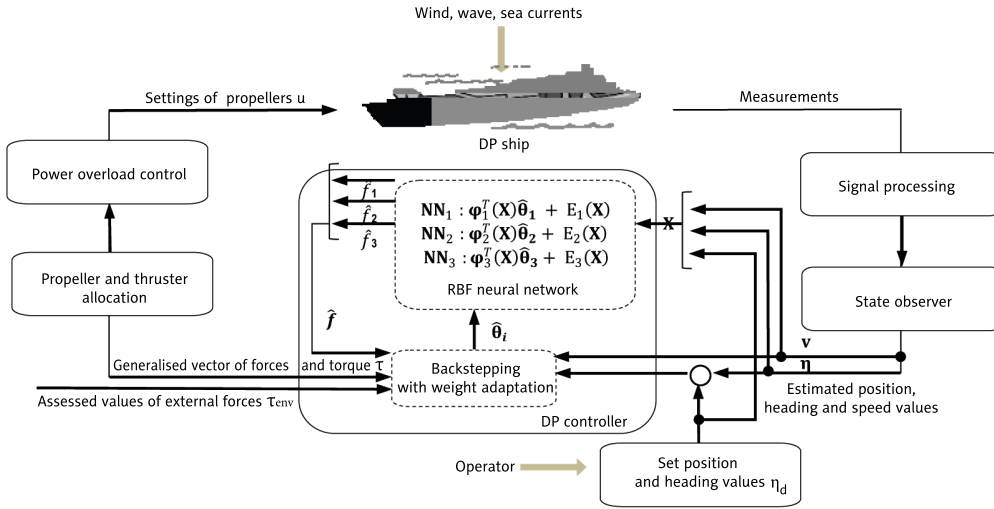 Wind, wave, sea currents
Settings of propellers u
Measurements
DP ship
Power overload control
Signal processing
f̂₁
f̂₂
f̂₃
NN₁ : φ₁ᵀ(X)θ̂₁ + E₁(X)
NN₂ : φ₂ᵀ(X)θ̂₂ + E₂(X)
NN₃ : φ₃ᵀ(X)θ̂₃ + E₃(X)
RBF neural network
X
Propeller and thruster
allocation
State observer
f̂
θ̂ᵢ
v
η
Generalised vector of forces and torque τ
Backstepping
with weight adaptation
Estimated position,
heading and speed values
Assessed values of external forces τenv
DP controller
Operator
Set position
and heading values ηd